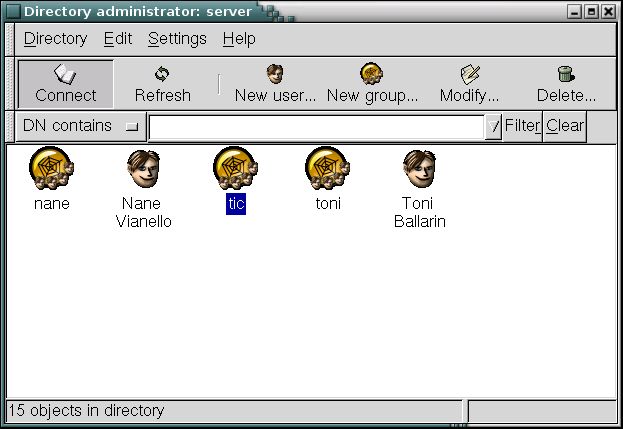 Directory administrator: server
Directory Edit Settings Help
Connect Refresh New user... New group... Modify... Delete...
DN contains Filter Clear
nane Nane Vianello tic toni Toni Ballarin
15 objects in directory